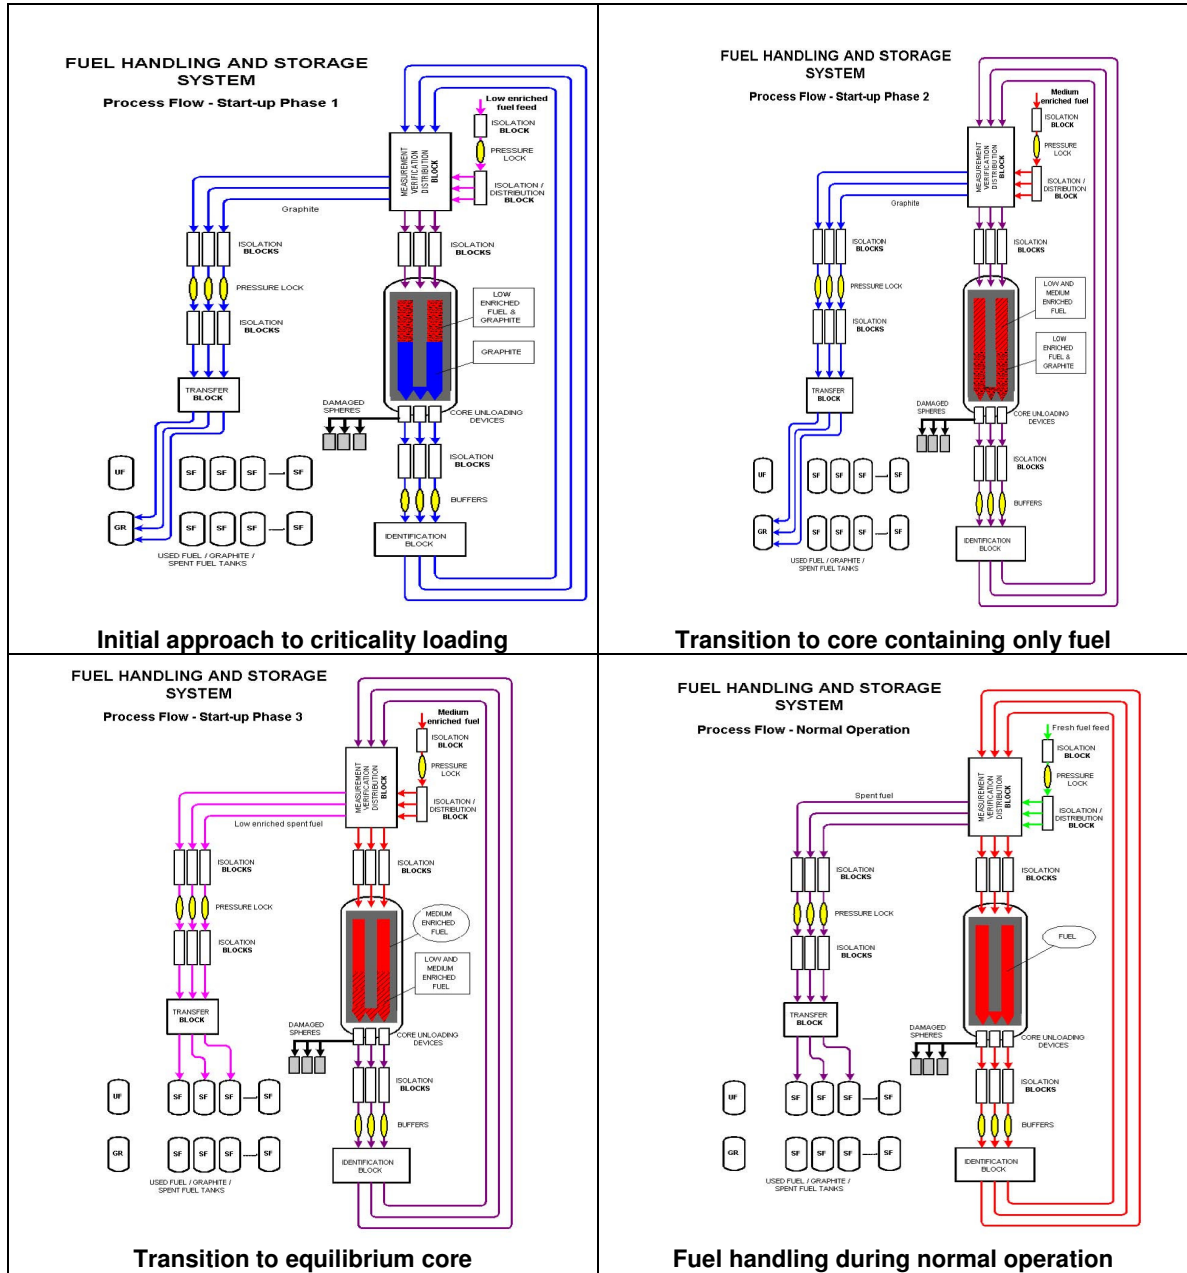 FUEL HANDLING AND STORAGE
SYSTEM
Process Flow - Start-up Phase 1
Low enriched
fuel feed
ISOLATION
BLOCK
PRESSURE
LOCK
MEASUREMENT
VERIFICATION
DISTRIBUTION
BLOCK
ISOLATION /
DISTRIBUTION
BLOCK
Graphite
ISOLATION
BLOCKS
ISOLATION
BLOCKS
PRESSURE LOCK
LOW
ENRICHED
FUEL &
GRAPHITE
ISOLATION
BLOCKS
GRAPHITE
TRANSFER
BLOCK
DAMAGED
SPHERES
CORE UNLOADING
DEVICES
ISOLATION
BLOCKS
UF
SF
SF
SF
SF
BUFFERS
GR
SF
SF
SF
SF
IDENTIFICATION
BLOCK
USED FUEL / GRAPHITE /
SPENT FUEL TANKS
Initial approach to criticality loading
FUEL HANDLING AND STORAGE
SYSTEM
Process Flow - Start-up Phase 2
Medium
enriched fuel
ISOLATION
BLOCK
PRESSURE
LOCK
MEASUREMENT
VERIFICATION
DISTRIBUTION
BLOCK
ISOLATION /
DISTRIBUTION
BLOCK
Graphite
ISOLATION
BLOCKS
ISOLATION
BLOCKS
PRESSURE LOCK
LOW AND
MEDIUM
ENRICHED
FUEL
ISOLATION
BLOCKS
LOW
ENRICHED
FUEL &
GRAPHITE
TRANSFER
BLOCK
DAMAGED
SPHERES
CORE UNLOADING
DEVICES
ISOLATION
BLOCKS
UF
SF
SF
SF
SF
BUFFERS
GR
SF
SF
SF
SF
IDENTIFICATION
BLOCK
USED FUEL / GRAPHITE /
SPENT FUEL TANKS
Transition to core containing only fuel
FUEL HANDLING AND STORAGE
SYSTEM
Process Flow - Start-up Phase 3
Medium
enriched fuel
ISOLATION
BLOCK
PRESSURE
LOCK
MEASUREMENT
VERIFICATION
DISTRIBUTION
BLOCK
ISOLATION /
DISTRIBUTION
BLOCK
Low enriched spent fuel
ISOLATION
BLOCKS
ISOLATION
BLOCKS
PRESSURE LOCK
MEDIUM
ENRICHED
FUEL
ISOLATION
BLOCKS
LOW AND
MEDIUM
ENRICHED
FUEL
TRANSFER
BLOCK
DAMAGED
SPHERES
CORE UNLOADING
DEVICES
ISOLATION
BLOCKS
UF
SF
SF
SF
SF
BUFFERS
GR
SF
SF
SF
SF
IDENTIFICATION
BLOCK
USED FUEL / GRAPHITE /
SPENT FUEL TANKS
Transition to equilibrium core
FUEL HANDLING AND STORAGE
SYSTEM
Process Flow - Normal Operation
Fresh fuel feed
ISOLATION
BLOCK
PRESSURE
LOCK
MEASUREMENT
VERIFICATION
DISTRIBUTION
BLOCK
ISOLATION /
DISTRIBUTION
BLOCK
Spent fuel
ISOLATION
BLOCKS
ISOLATION
BLOCKS
PRESSURE LOCK
FUEL
ISOLATION
BLOCKS
TRANSFER
BLOCK
DAMAGED
SPHERES
CORE UNLOADING
DEVICES
ISOLATION
BLOCKS
UF
SF
SF
SF
SF
BUFFERS
GR
SF
SF
SF
SF
IDENTIFICATION
BLOCK
USED FUEL / GRAPHITE /
SPENT FUEL TANKS
Fuel handling during normal operation